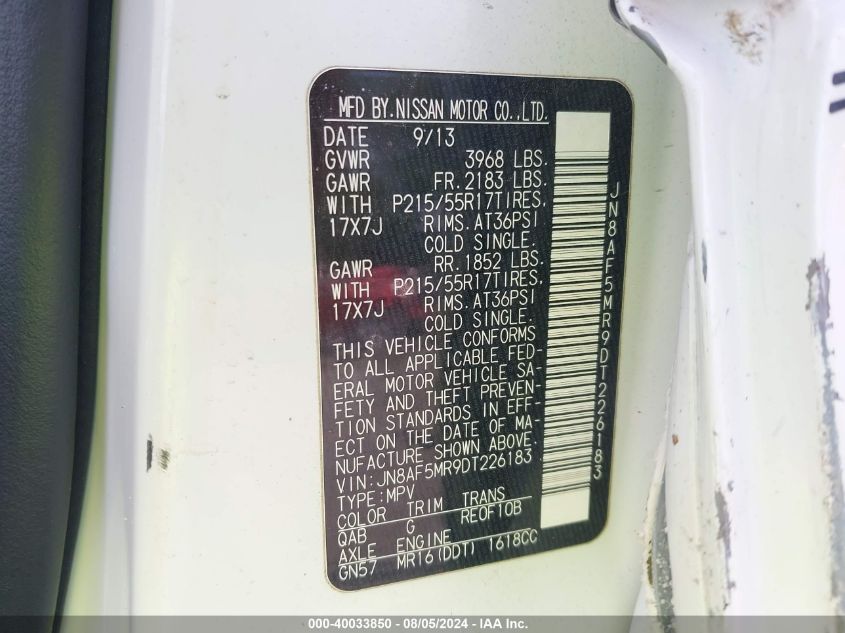 MFD BY.NISSAN MOTOR CO.,LTD.
DATE 9/13
GVWR 3968 LBS.
GAWR FR. 2183 LBS.
WITH P215/55R17TIRES,
17X7J RIMS. AT36PSI
COLD SINGLE.
GAWR RR. 1852 LBS.
WITH P215/55R17TIRES,
17X7J RIMS. AT36PSI
COLD SINGLE.
THIS VEHICLE CONFORMS
TO ALL APPLICABLE FED-
ERAL MOTOR VEHICLE SA-
FETY AND THEFT PREVEN-
TION STANDARDS IN EFF-
ECT ON THE DATE OF MA-
NUFACTURE SHOWN ABOVE.
VIN:JN8AF5MR9DT226183
TYPE:MPV
COLOR TRIM TRANS
QAB G RE0F10B
AXLE ENGINE
GN57 MR16(DDT) 1618CC
JN8AF5MR9DT226183
000-40033850 - 08/05/2024 - IAA Inc.